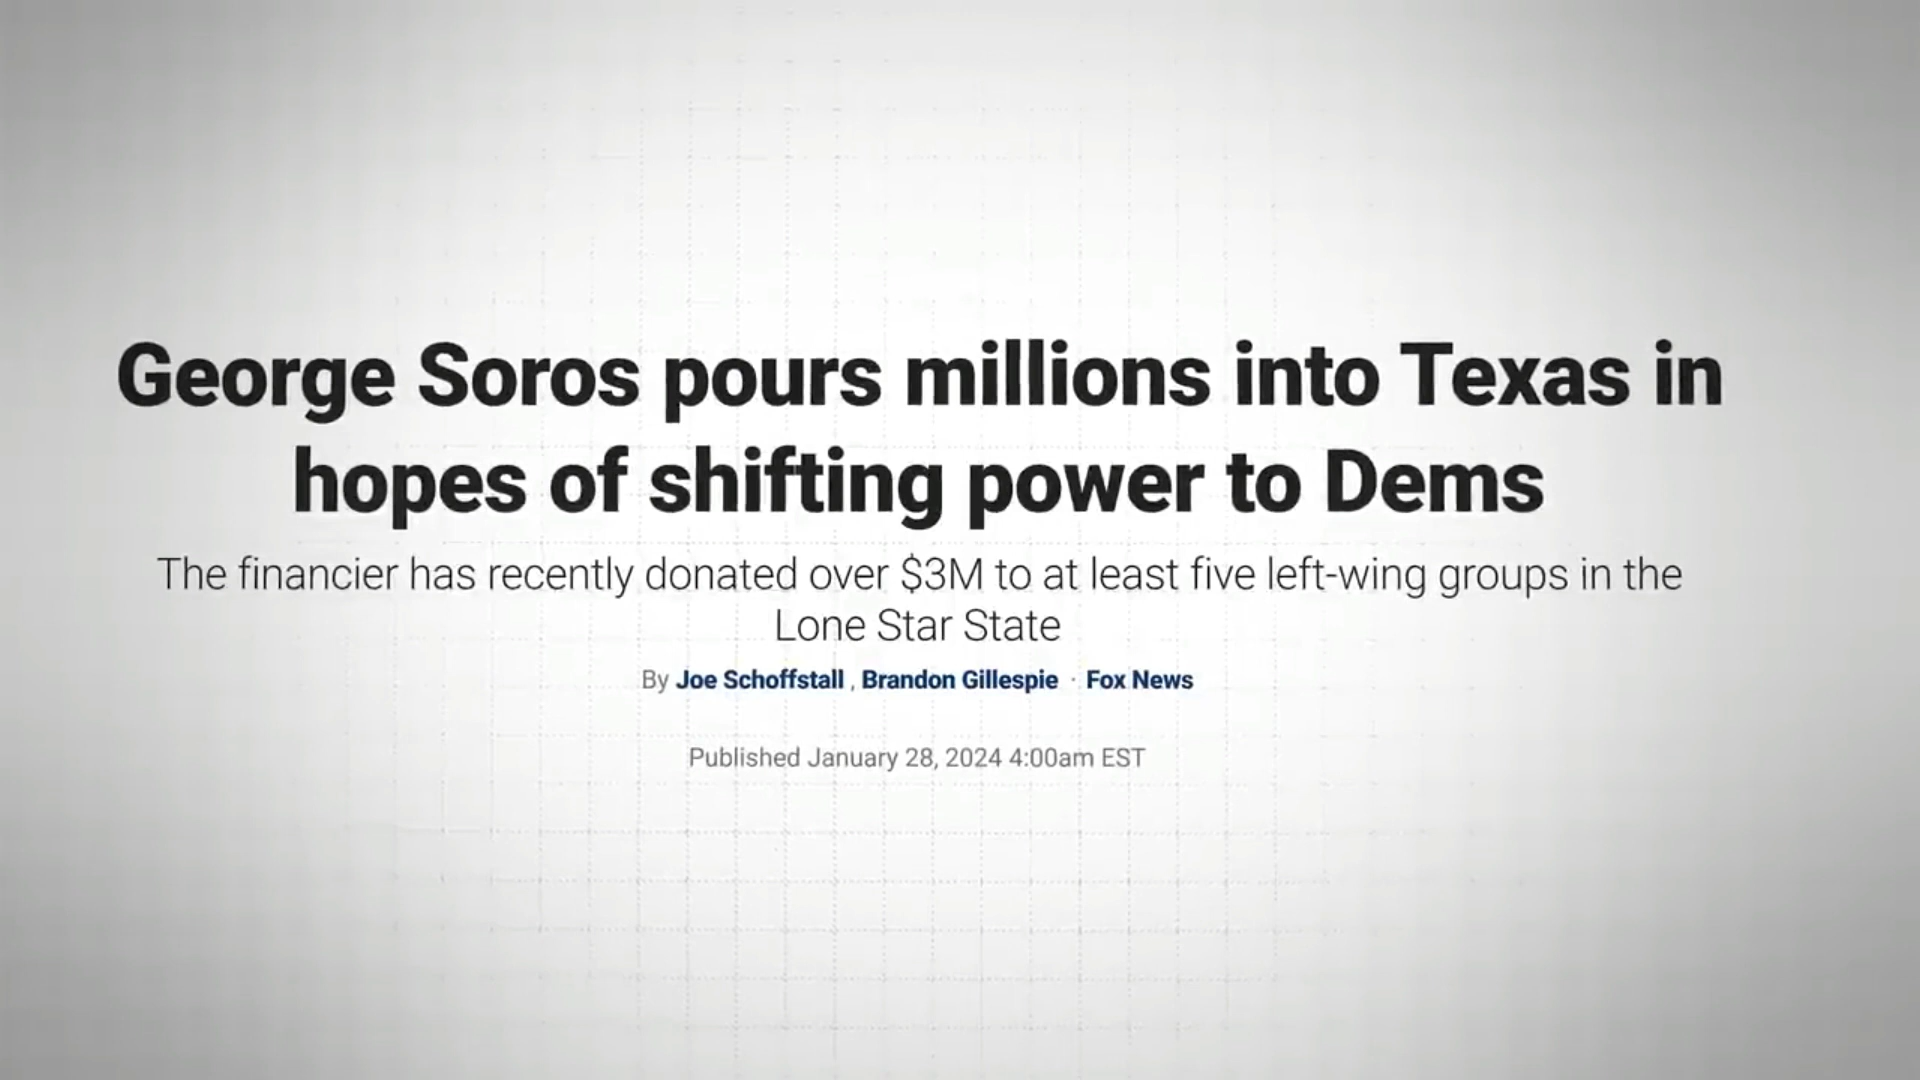 George Soros pours millions into Texas in
hopes of shifting power to Dems
The financier has recently donated over $3M to at least five left-wing groups in the
Lone Star State
By Joe Schoffstall , Brandon Gillespie · Fox News
Published January 28, 2024 4:00am EST